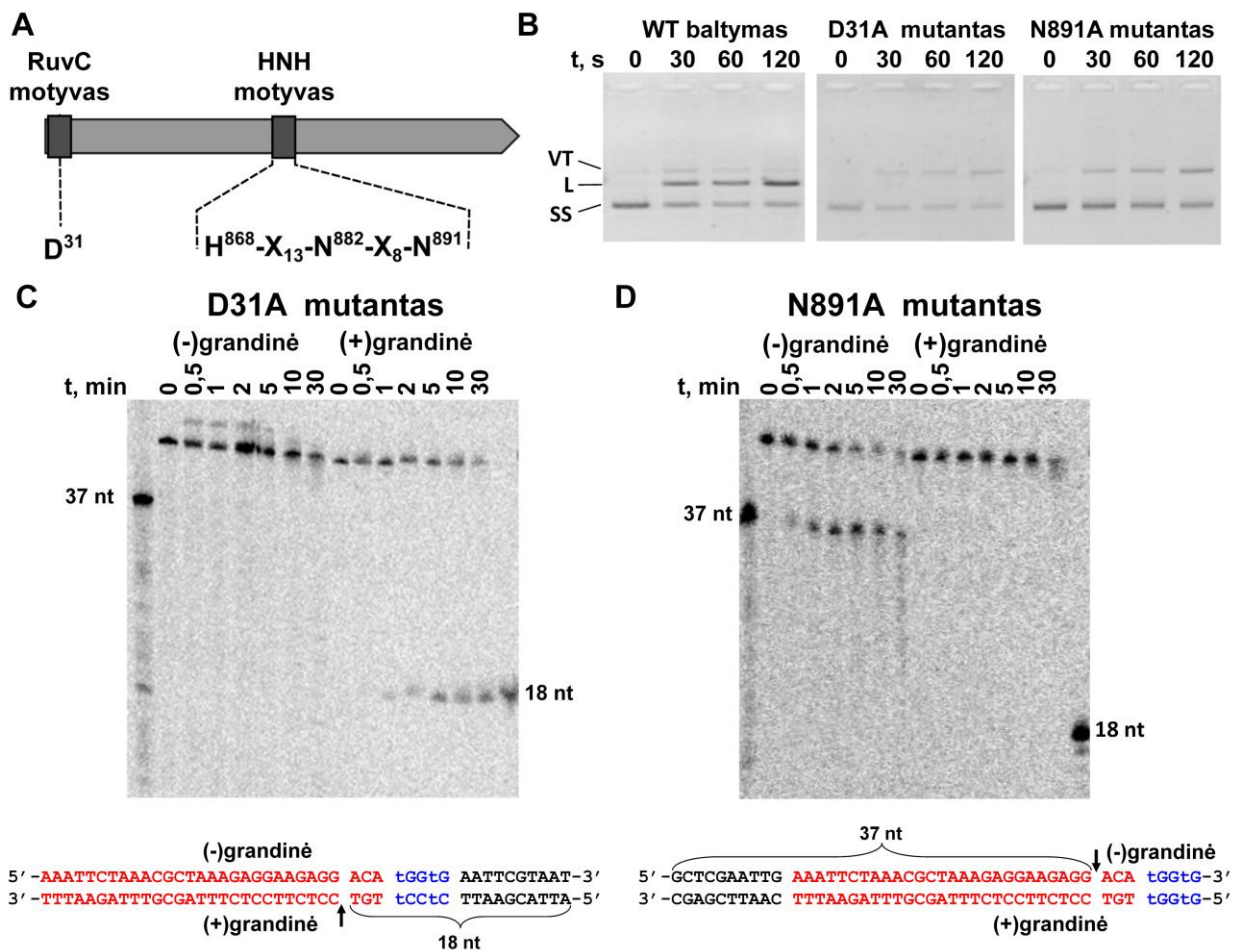 A
RuvC
motyvas
HNH
motyvas
D³¹
H⁸⁶⁸-X₁₃-N⁸⁸²-X₈-N⁸⁹¹
B
WT baltymas
D31A mutantas
N891A mutantas
t, s 0 30 60 120 0 30 60 120 0 30 60 120
VT
L
SS
C
D31A mutantas
(-)grandinė (+)grandinė
t, min 0 0,5 1 2 5 10 30 0 0,5 1 2 5 10 30
37 nt
18 nt
(-)grandinė
5′-AAATTCTAAACGCTAAAGAGGAAGAGG ACA tGGtG AATTCGTAAT-3′
3′-TTTAAGATTTGCGATTTCTCCTTCTCC TGT tCCtC TTAAGCATTA-5′
(+)grandinė
18 nt
D
N891A mutantas
(-)grandinė (+)grandinė
t, min 0 0,5 1 2 5 10 30 0 0,5 1 2 5 10 30
37 nt
18 nt
37 nt
(-)grandinė
5′-GCTCGAATTG AAATTCTAAACGCTAAAGAGGAAGAGG ACA tGGtG-3′
3′-CGAGCTTAAC TTTAAGATTTGCGATTTCTCCTTCTCC TGT tGGtG-5′
(+)grandinė